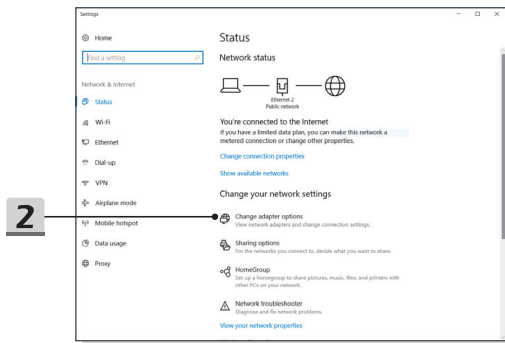 Settings
Home
Find a setting
Network & Internet
Status
Wi-Fi
Ethernet
Dial-up
VPN
Airplane mode
Mobile hotspot
Data usage
Proxy
2
Status
Network status
Ethernet 2
Public network
You're connected to the Internet
If you have a limited data plan, you can make this network a
metered connection or change other properties.
Change connection properties
Show available networks
Change your network settings
Change adapter options
View network adapters and change connection settings.
Sharing options
For the networks you connect to, decide what you want to share.
HomeGroup
Set up a homegroup to share pictures, music, files, and printers with
other PCs on your network.
Network troubleshooter
Diagnose and fix network problems.
View your network properties